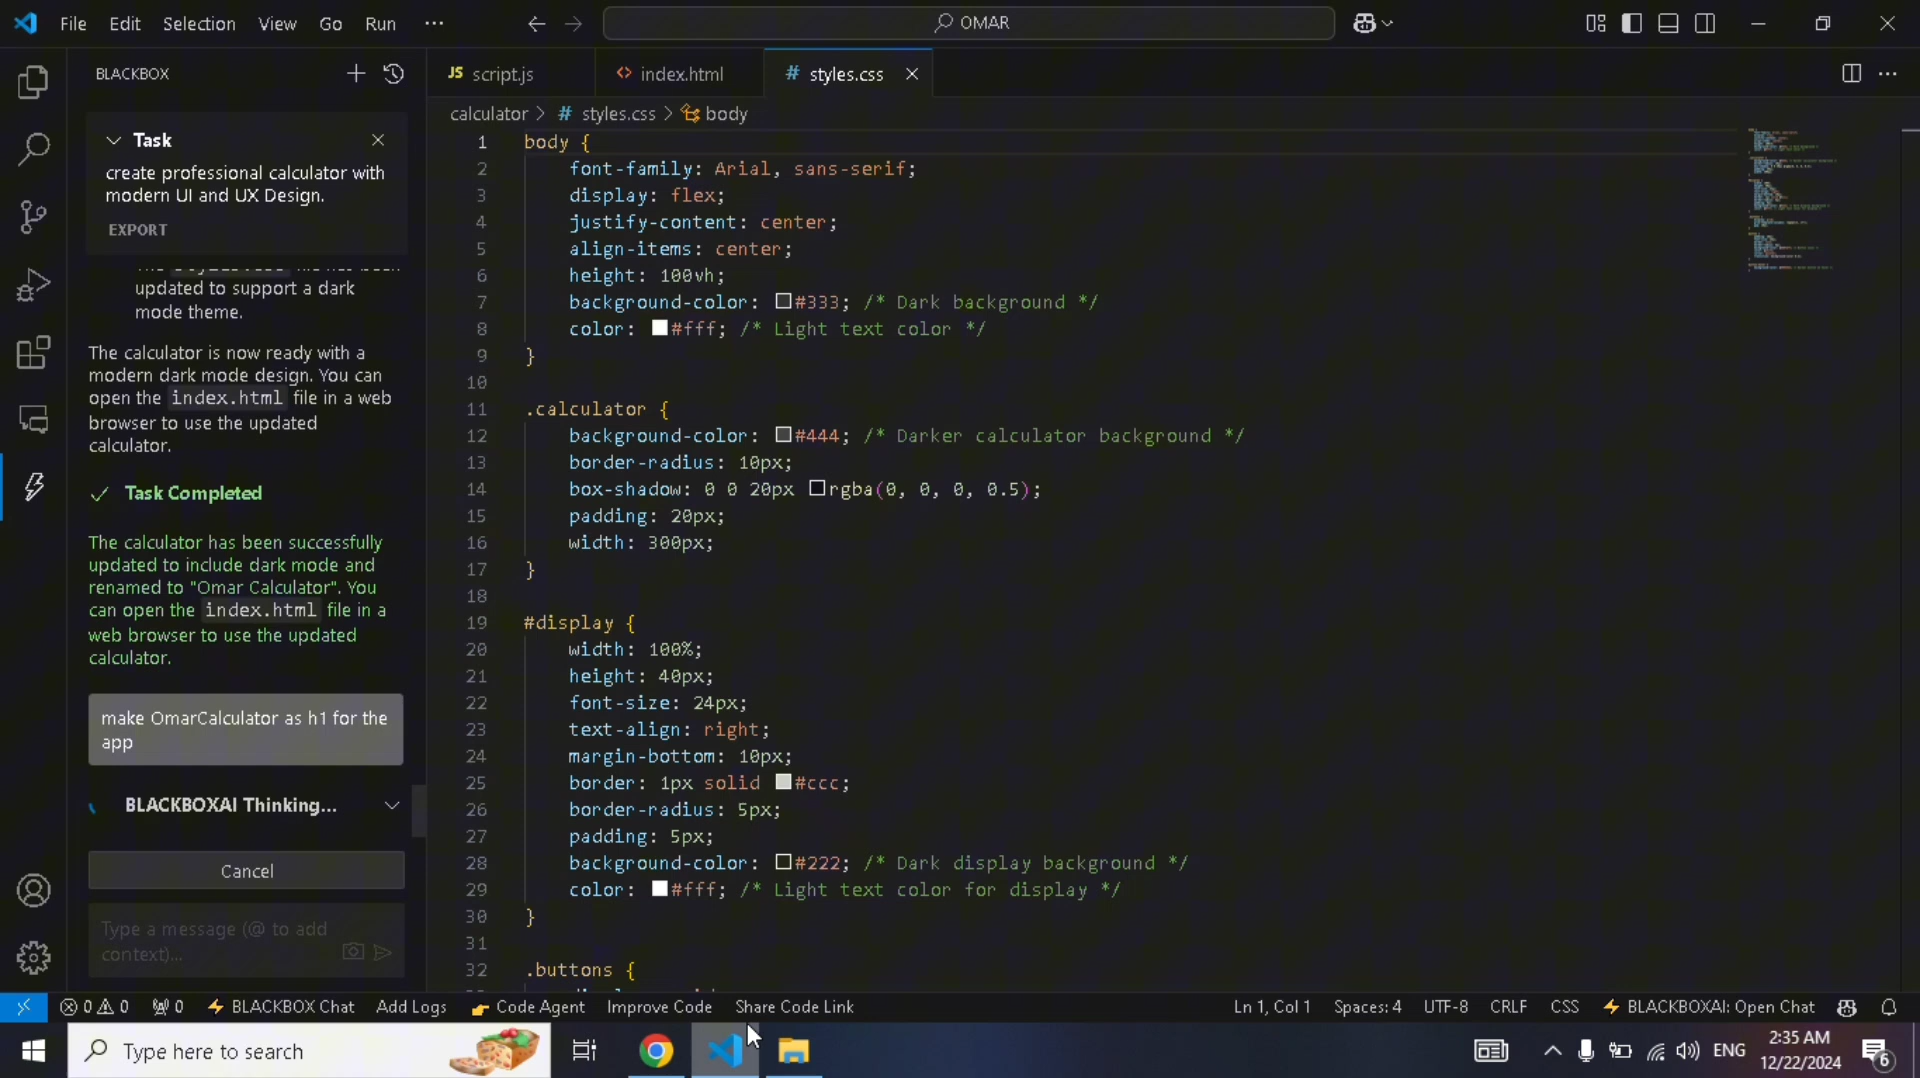 File Edit Selection View Go Run ··· OMAR
BLACKBOX
JS script.js <> index.html # styles.css
calculator > # styles.css > body
Task
create professional calculator with
modern UI and UX Design.
EXPORT
updated to support a dark
mode theme.
The calculator is now ready with a
modern dark mode design. You can
open the index.html file in a web
browser to use the updated
calculator.
Task Completed
The calculator has been successfully
updated to include dark mode and
renamed to "Omar Calculator". You
can open the index.html file in a
web browser to use the updated
calculator.
make OmarCalculator as h1 for the
app
BLACKBOXAI Thinking...
Cancel
Type a message (@ to add
context)...
1 body {
2 font-family: Arial, sans-serif;
3 display: flex;
4 justify-content: center;
5 align-items: center;
6 height: 100vh;
7 background-color: #333; /* Dark background */
8 color: #fff; /* Light text color */
9 }
10
11 .calculator {
12 background-color: #444; /* Darker calculator background */
13 border-radius: 10px;
14 box-shadow: 0 0 20px rgba(0, 0, 0, 0.5);
15 padding: 20px;
16 width: 300px;
17 }
18
19 #display {
20 width: 100%;
21 height: 40px;
22 font-size: 24px;
23 text-align: right;
24 margin-bottom: 10px;
25 border: 1px solid #ccc;
26 border-radius: 5px;
27 padding: 5px;
28 background-color: #222; /* Dark display background */
29 color: #fff; /* Light text color for display */
30 }
31
32 .buttons {
0 0 0 BLACKBOX Chat Add Logs Code Agent Improve Code Share Code Link Ln 1, Col 1 Spaces: 4 UTF-8 CRLF CSS BLACKBOXAI: Open Chat
Type here to search ENG 2:35 AM
12/22/2024 6